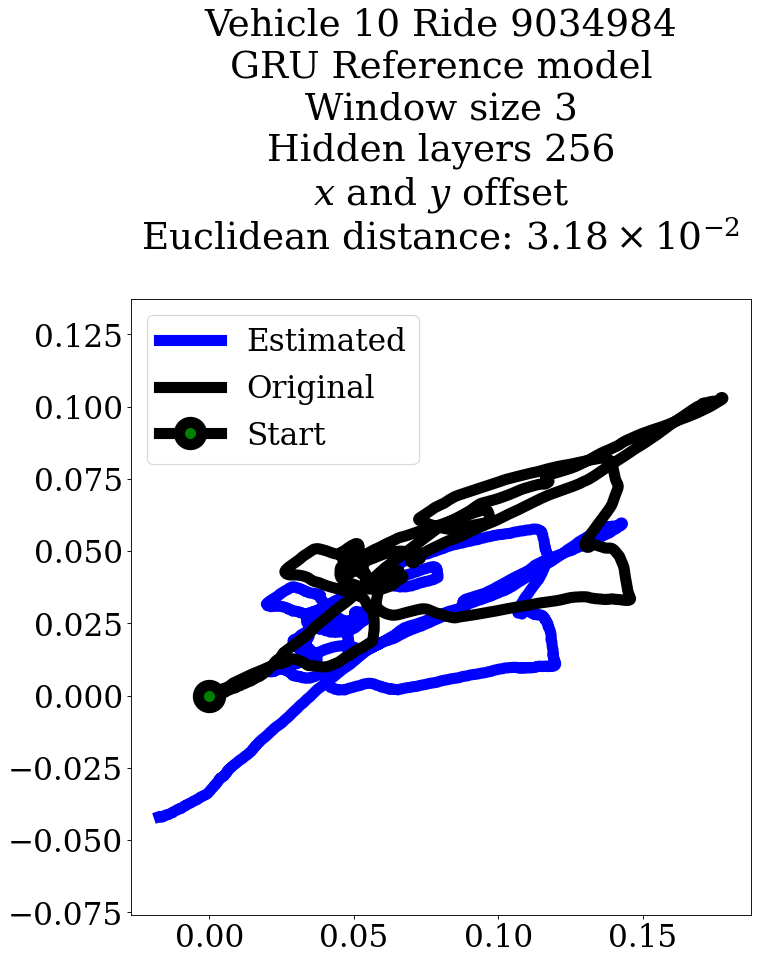 Vehicle 10 Ride 9034984
GRU Reference model
Window size 3
Hidden layers 256
x and y offset
Euclidean distance: 3.18 × 10⁻²
Estimated
Original
Start
0.125
0.100
0.075
0.050
0.025
0.000
−0.025
−0.050
−0.075
0.00 0.05 0.10 0.15